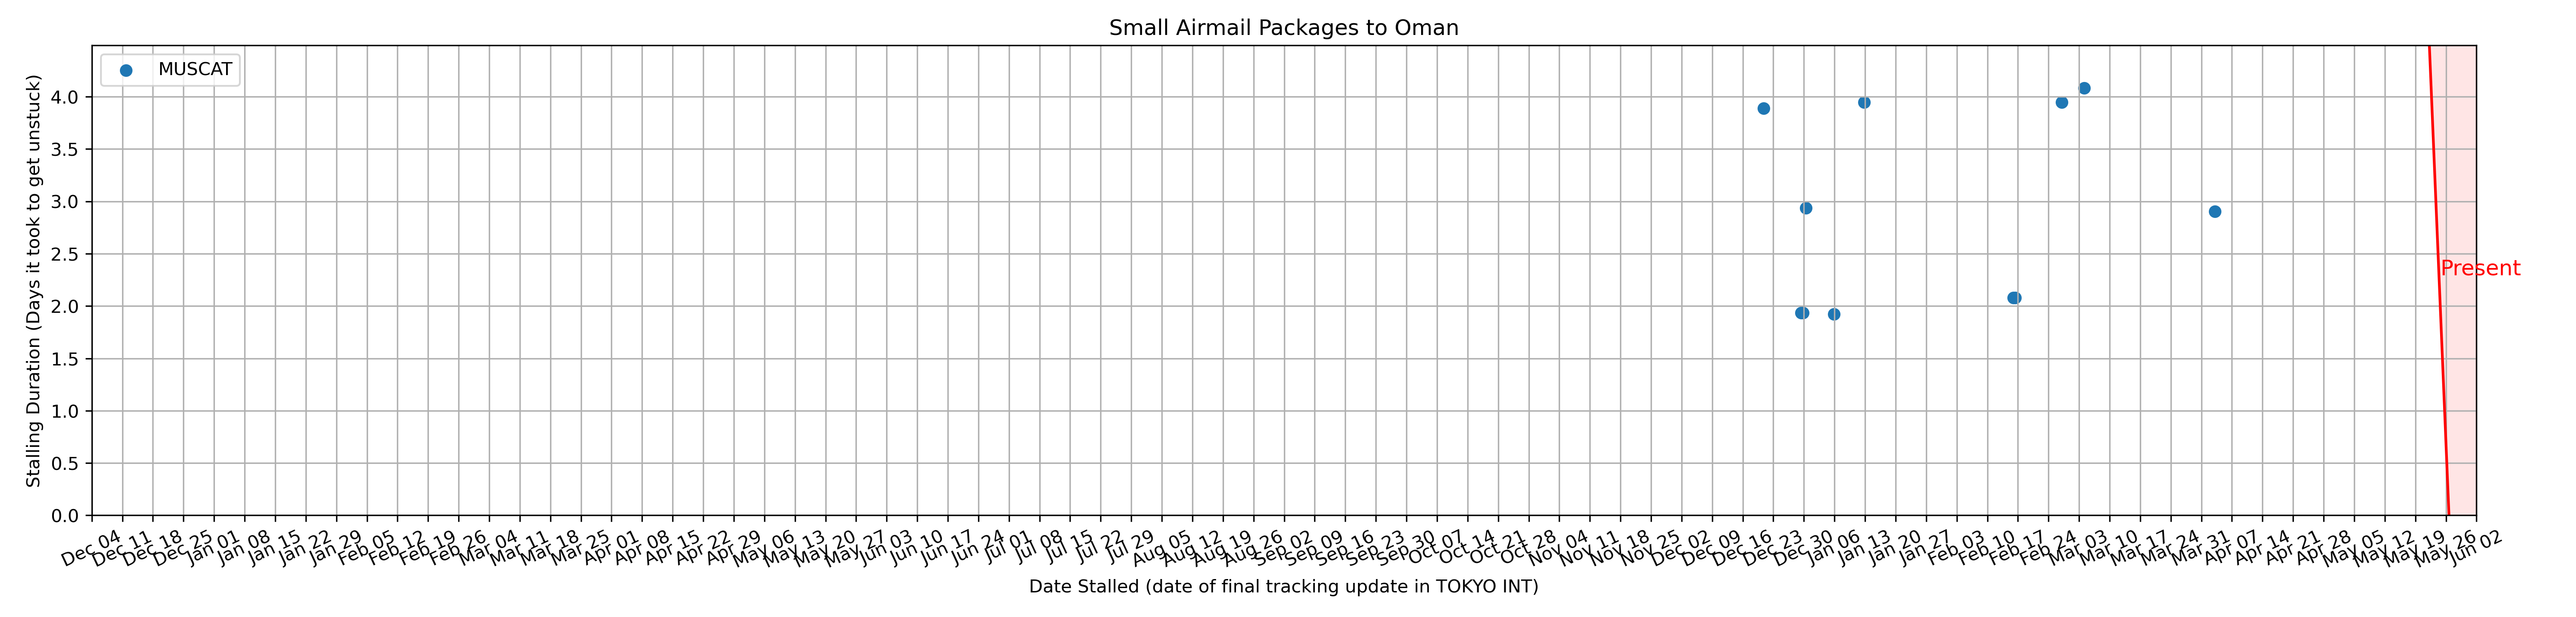 Small Airmail Packages to Oman
MUSCAT
Stalling Duration (Days it took to get unstuck)
4.0
3.5
3.0
2.5
2.0
1.5
1.0
0.5
0.0
Present
Dec 04 Dec 11 Dec 18 Dec 25 Jan 01 Jan 08 Jan 15 Jan 22 Jan 29 Feb 05 Feb 12 Feb 19 Feb 26 Mar 04 Mar 11 Mar 18 Mar 25 Apr 01 Apr 08 Apr 15 Apr 22 Apr 29 May 06 May 13 May 20 May 27 Jun 03 Jun 10 Jun 17 Jun 24 Jul 01 Jul 08 Jul 15 Jul 22 Jul 29 Aug 05 Aug 12 Aug 19 Aug 26 Sep 02 Sep 09 Sep 16 Sep 23 Sep 30 Oct 07 Oct 14 Oct 21 Oct 28 Nov 04 Nov 11 Nov 18 Nov 25 Dec 02 Dec 09 Dec 16 Dec 23 Dec 30 Jan 06 Jan 13 Jan 20 Jan 27 Feb 03 Feb 10 Feb 17 Feb 24 Mar 03 Mar 10 Mar 17 Mar 24 Mar 31 Apr 07 Apr 14 Apr 21 Apr 28 May 05 May 12 May 19 May 26 Jun 02
Date Stalled (date of final tracking update in TOKYO INT)